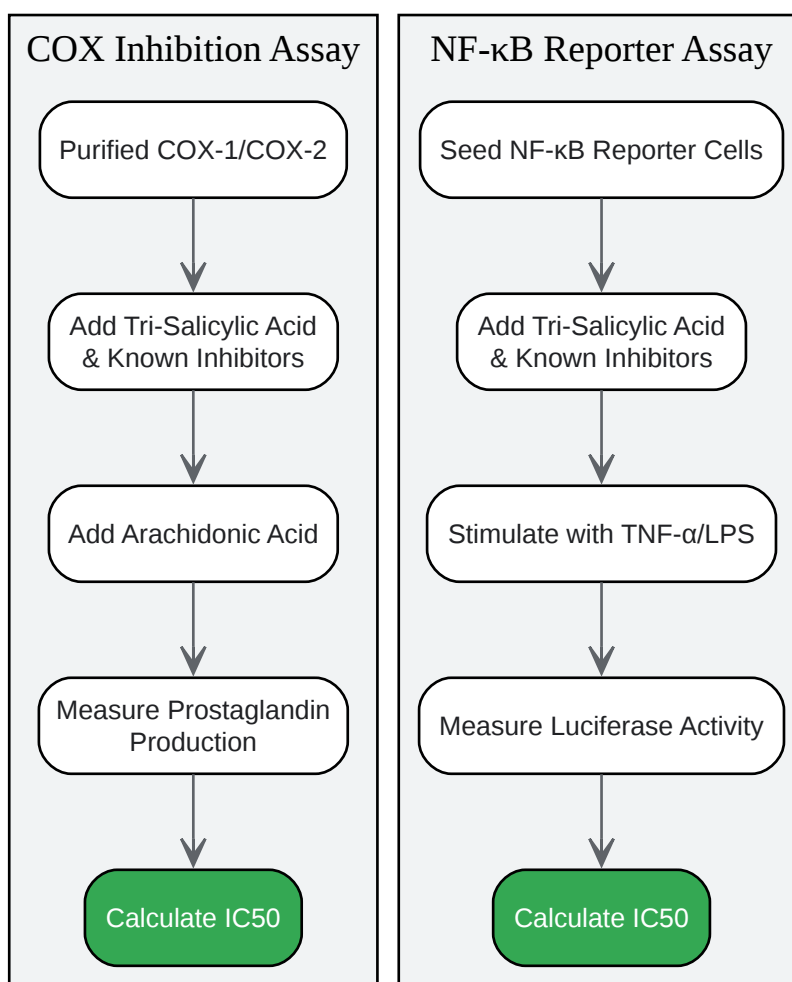 COX Inhibition Assay
Purified COX-1/COX-2
Add Tri-Salicylic Acid
& Known Inhibitors
Add Arachidonic Acid
Measure Prostaglandin
Production
Calculate IC50
NF-κB Reporter Assay
Seed NF-κB Reporter Cells
Add Tri-Salicylic Acid
& Known Inhibitors
Stimulate with TNF-α/LPS
Measure Luciferase Activity
Calculate IC50